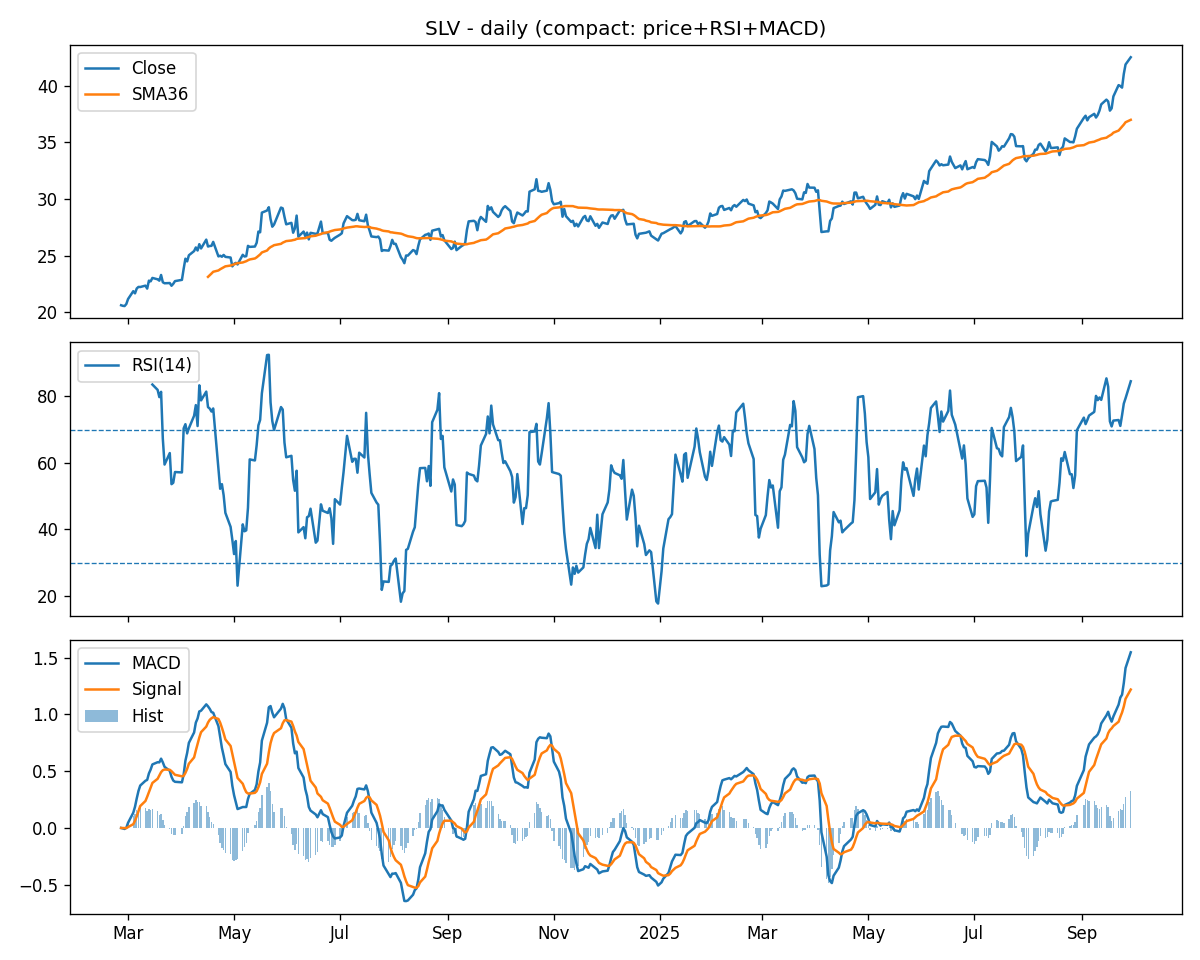 SLV - daily (compact: price+RSI+MACD)
Close
SMA36
40
35
30
25
20
RSI(14)
80
60
40
20
MACD
Signal
Hist
1.5
1.0
0.5
0.0
−0.5
Mar May Jul Sep Nov 2025 Mar May Jul Sep